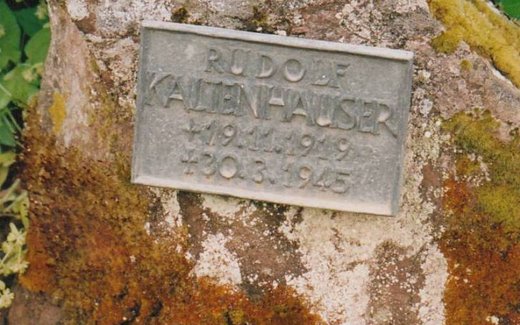 RUDOLF
KALTENHAUSER
+19.11.1919
+30.3.1945